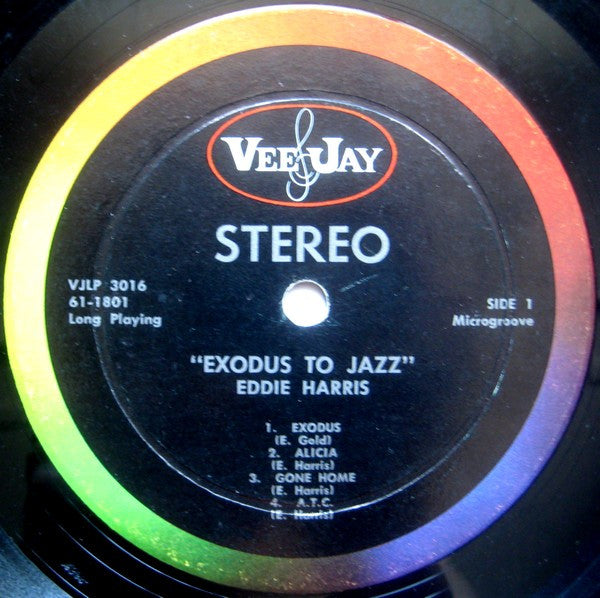 VEE JAY
STEREO
VJLP 3016
61-1801
Long Playing
SIDE 1
Microgroove
"EXODUS TO JAZZ"
EDDIE HARRIS
1. EXODUS
(E. Gold)
2. ALICIA
(E. Harris)
3. GONE HOME
(E. Harris)
4. A.T.C.
(E. Harris)